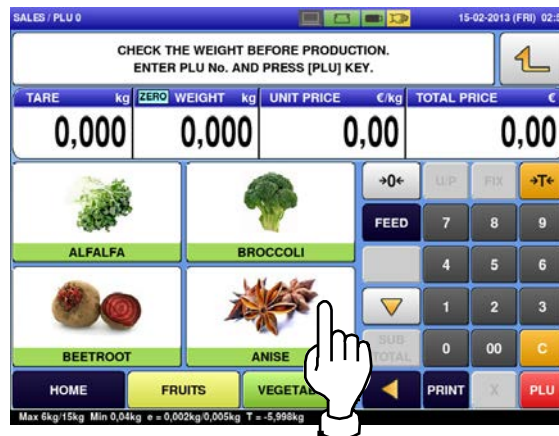 SALES / PLU 0
15-02-2013 (FRI) 02:5
CHECK THE WEIGHT BEFORE PRODUCTION.
ENTER PLU No. AND PRESS [PLU] KEY.
TARE kg ZERO WEIGHT kg UNIT PRICE €/kg TOTAL PRICE €
0,000 0,000 0,00 0,00
→0← U/P FIX →T←
FEED 7 8 9
ALFALFA BROCCOLI
4 5 6
1 2 3
SUB TOTAL 0 00 C
BEETROOT ANISE
HOME FRUITS VEGETAB PRINT X PLU
Max 6kg/15kg Min 0,04kg e = 0,002kg/0,005kg T = -5,998kg